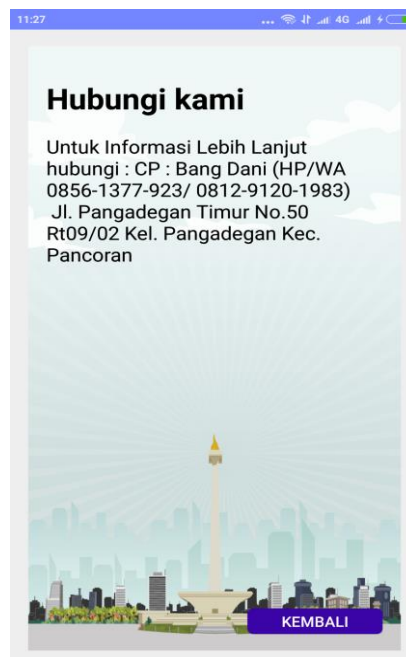 11:27
... 4G
Hubungi kami
Untuk Informasi Lebih Lanjut
hubungi : CP : Bang Dani (HP/WA
0856-1377-923/ 0812-9120-1983)
Jl. Pangadegan Timur No.50
Rt09/02 Kel. Pangadegan Kec.
Pancoran
KEMBALI